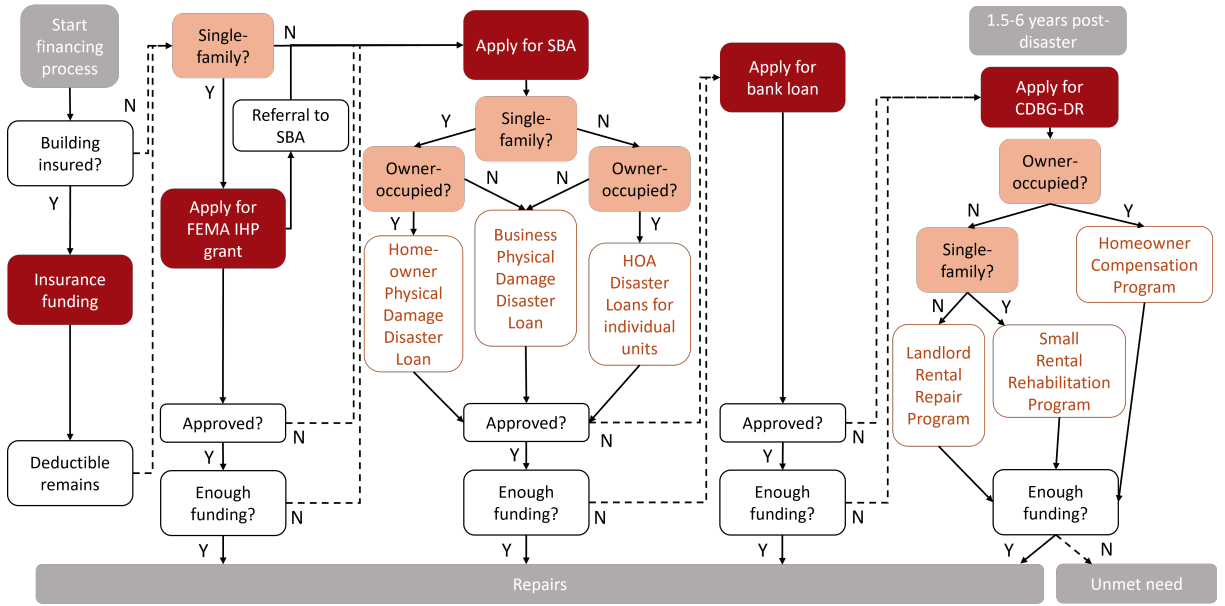 Start
financing
process
N
Building
insured?
Y
Insurance
funding
Deductible
remains
Single-
family?
N
Y
Referral to
SBA
Apply for
FEMA IHP
grant
Approved?
N
Y
Enough
funding?
N
Y
Apply for SBA
Single-
family?
Y
N
Owner-
occupied?
N
Y
Owner-
occupied?
N
Y
Home-
owner
Physical
Damage
Disaster
Loan
Business
Physical
Damage
Disaster
Loan
HOA
Disaster
Loans for
individual
units
Approved?
N
Y
Enough
funding?
N
Y
Apply for
bank loan
Approved?
N
Y
Enough
funding?
N
Y
1.5-6 years post-
disaster
Apply for
CDBG-DR
Owner-
occupied?
N
Y
Single-
family?
N
Y
Homeowner
Compensation
Program
Landlord
Rental
Repair
Program
Small
Rental
Rehabilitation
Program
Enough
funding?
Y
N
Repairs
Unmet need